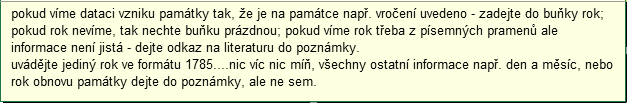 pokud víme dataci vzniku památky tak, že je na památce např. vročení uvedeno - zadejte do buňky rok;
pokud rok nevíme, tak nechte buňku prázdnou; pokud víme rok třeba z písemných pramenů ale
informace není jistá - dejte odkaz na literaturu do poznámky.
uvádějte jediný rok ve formátu 1785....nic víc nic míň, všechny ostatní informace např. den a měsíc, nebo
rok obnovu památky dejte do poznámky, ale ne sem.